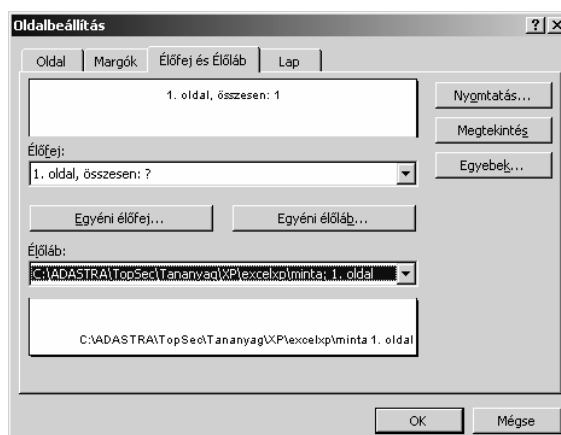 Oldalbeállítás
Oldal Margók Élőfej és Élőláb Lap
1. oldal, összesen: 1
Nyomtatás...
Megtekintés
Élőfej:
1. oldal, összesen: ?
Egyebek...
Egyéni élőfej... Egyéni élőláb...
Élőláb:
C:\ADASTRA\TopSec\Tananyag\XP\excelxp\minta; 1. oldal
C:\ADASTRA\TopSec\Tananyag\XP\excelxp\minta 1. oldal
OK Mégse